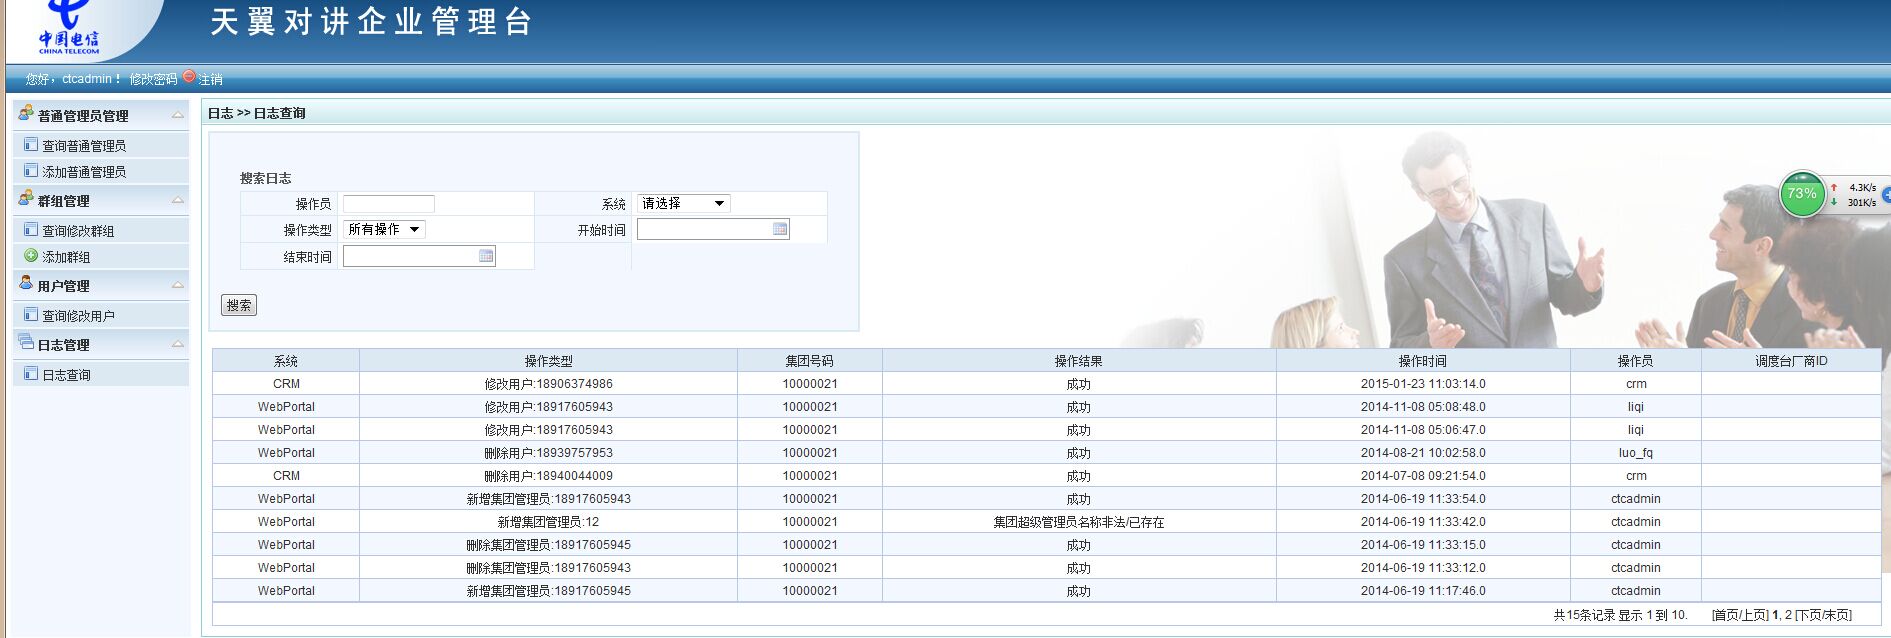 天翼对讲企业管理台
中国电信
CHINA TELECOM
您好，ctcadmin！ 修改密码 注销
普通管理员管理
查询普通管理员
添加普通管理员
群组管理
查询修改群组
添加群组
用户管理
查询修改用户
日志管理
日志查询
日志 >> 日志查询
搜索日志
操作员 系统 请选择
操作类型 所有操作 开始时间
结束时间
搜索
73% 4.3K/s
301K/s
系统 操作类型 集团号码 操作结果 操作时间 操作员 调度台厂商ID
CRM 修改用户:18906374986 10000021 成功 2015-01-23 11:03:14.0 crm
WebPortal 修改用户:18917605943 10000021 成功 2014-11-08 05:08:48.0 liqi
WebPortal 修改用户:18917605943 10000021 成功 2014-11-08 05:06:47.0 liqi
WebPortal 删除用户:18939757953 10000021 成功 2014-08-21 10:02:58.0 luo_fq
CRM 删除用户:18940044009 10000021 成功 2014-07-08 09:21:54.0 crm
WebPortal 新增集团管理员:18917605943 10000021 成功 2014-06-19 11:33:54.0 ctcadmin
WebPortal 新增集团管理员:12 10000021 集团超级管理员名称非法/已存在 2014-06-19 11:33:42.0 ctcadmin
WebPortal 删除集团管理员:18917605945 10000021 成功 2014-06-19 11:33:15.0 ctcadmin
WebPortal 删除集团管理员:18917605943 10000021 成功 2014-06-19 11:33:12.0 ctcadmin
WebPortal 新增集团管理员:18917605945 10000021 成功 2014-06-19 11:17:46.0 ctcadmin
共15条记录 显示 1 到 10. [首页/上页] 1, 2 [下页/末页]